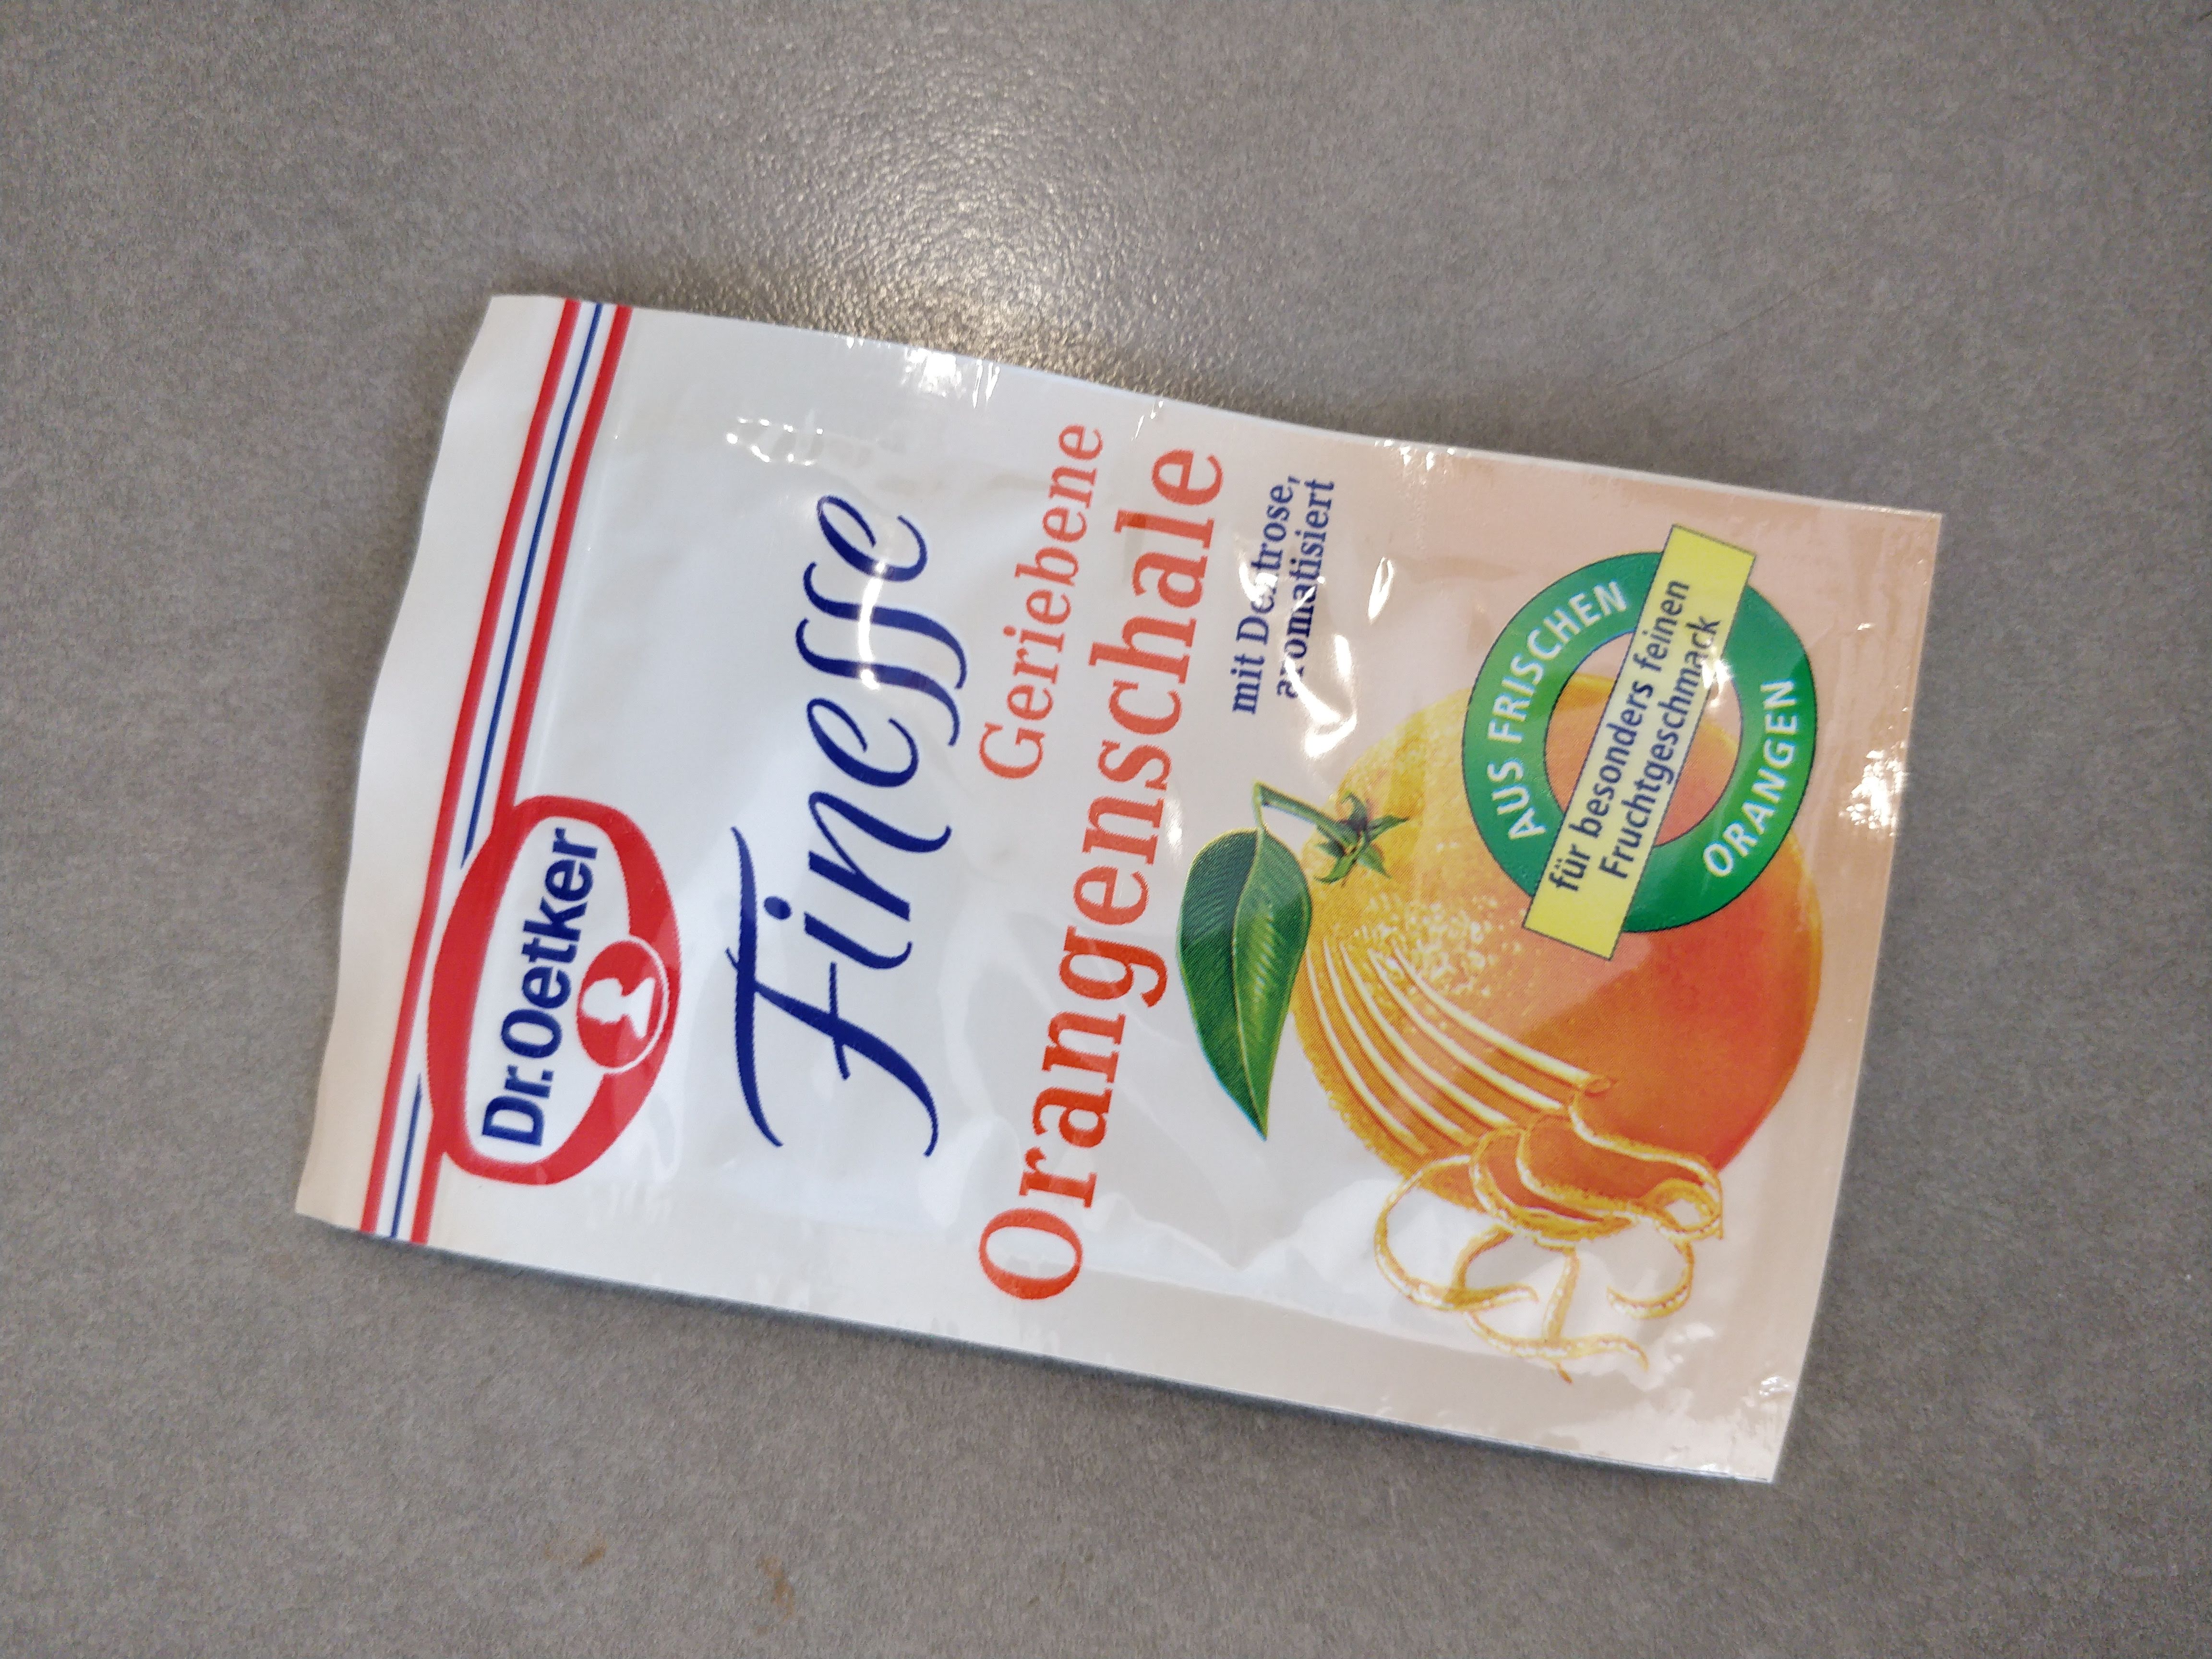 Dr. Oetker
Finesse
Geriebene
Orangenschale
mit Dextrose,
aromatisiert
AUS FRISCHEN
für besonders feinen
Fruchtgeschmack
ORANGEN